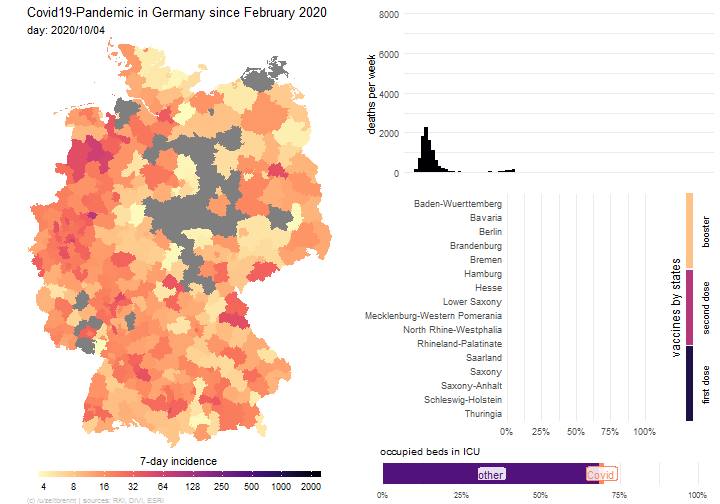 Covid19-Pandemic in Germany since February 2020
day: 2020/10/04
7-day incidence
4 8 16 32 64 128 250 500 1000 2000
(c) /u/zeitbrennt | sources: RKI, DIVI, ESRI
deaths per week
8000
6000
4000
2000
0
Baden-Wuerttemberg
Bavaria
Berlin
Brandenburg
Bremen
Hamburg
Hesse
Lower Saxony
Mecklenburg-Western Pomerania
North Rhine-Westphalia
Rhineland-Palatinate
Saarland
Saxony
Saxony-Anhalt
Schleswig-Holstein
Thuringia
0% 25% 50% 75% 100%
vaccines by states
booster
second dose
first dose
occupied beds in ICU
other
Covid
0% 25% 50% 75% 100%